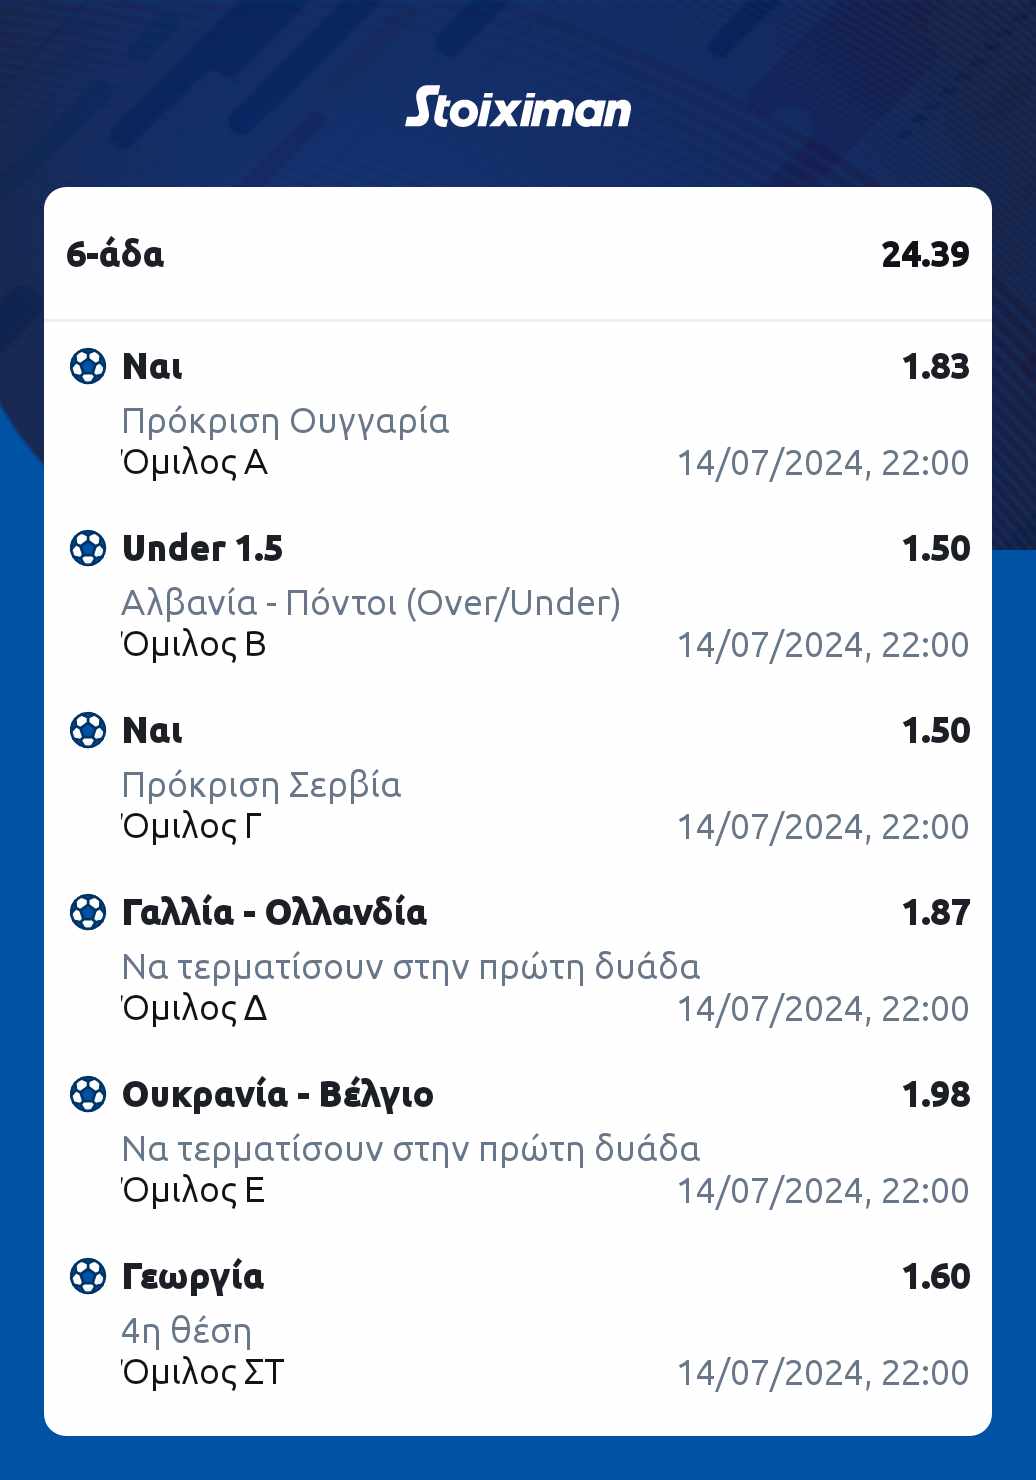 Stoiximan
6-άδα 24.39
Ναι 1.83
Πρόκριση Ουγγαρία
Όμιλος Α 14/07/2024, 22:00
Under 1.5 1.50
Αλβανία - Πόντοι (Over/Under)
Όμιλος Β 14/07/2024, 22:00
Ναι 1.50
Πρόκριση Σερβία
Όμιλος Γ 14/07/2024, 22:00
Γαλλία - Ολλανδία 1.87
Να τερματίσουν στην πρώτη δυάδα
Όμιλος Δ 14/07/2024, 22:00
Ουκρανία - Βέλγιο 1.98
Να τερματίσουν στην πρώτη δυάδα
Όμιλος Ε 14/07/2024, 22:00
Γεωργία 1.60
4η θέση
Όμιλος ΣΤ 14/07/2024, 22:00